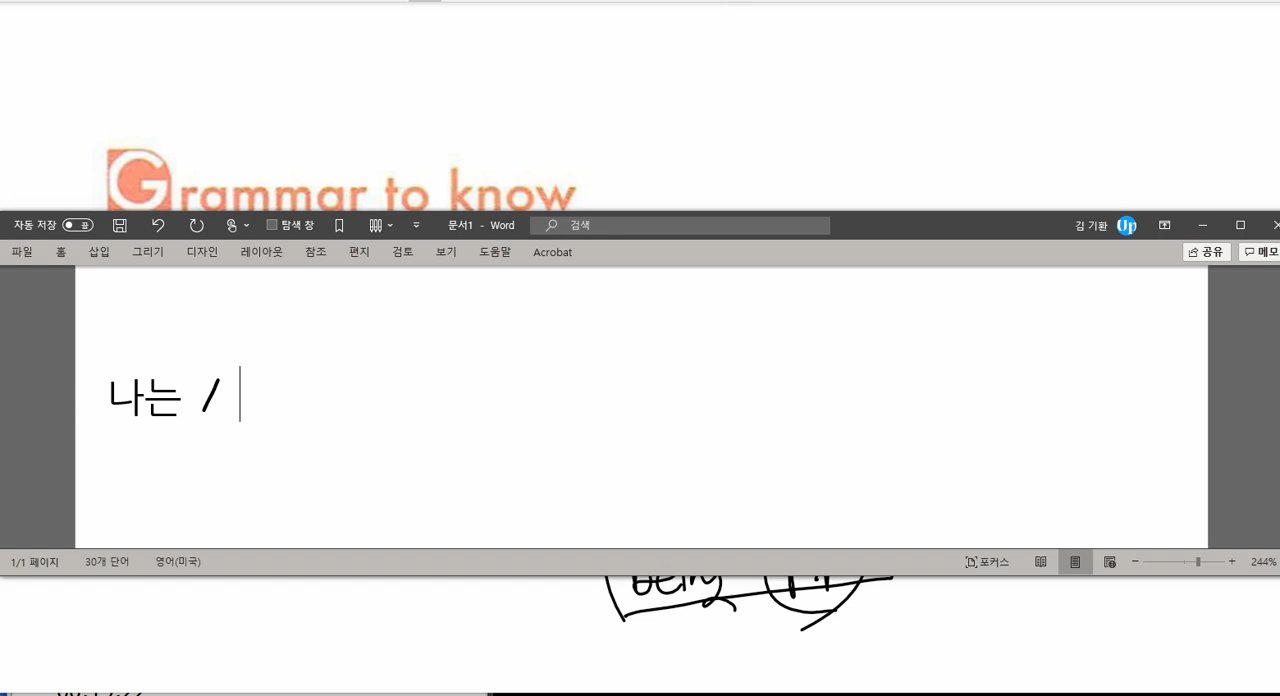 Grammar to know
자동 저장 끔 탐색 창 문서1 - Word 검색 김 기환 Up
파일 홈 삽입 그리기 디자인 레이아웃 참조 편지 검토 보기 도움말 Acrobat 공유 메모
나는 /
1/1 페이지 30개 단어 영어(미국) 포커스 244%
Being P.P